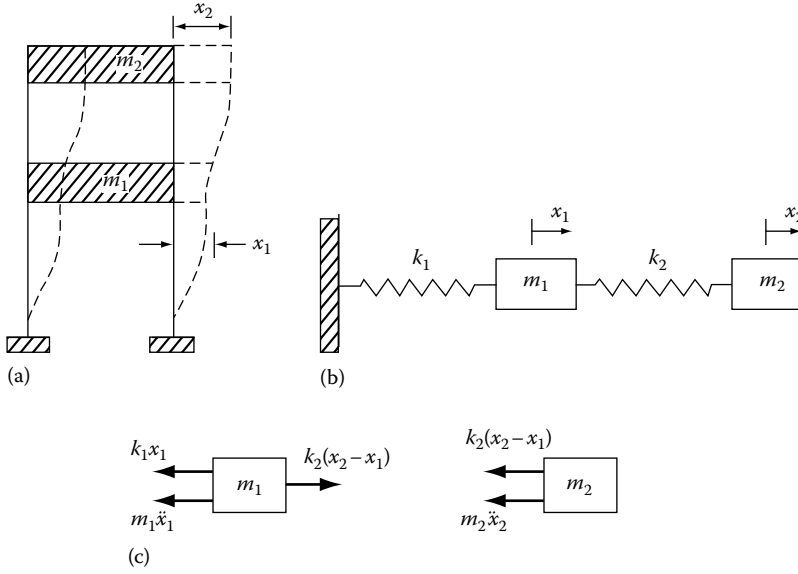 x₂
m₂
m₁
x₁
(a)
x₁
x₂
k₁
k₂
m₁
m₂
(b)
k₁x₁
k₂(x₂ – x₁)
m₁
m₁ẍ₁
k₂(x₂ – x₁)
m₂
m₂ẍ₂
(c)